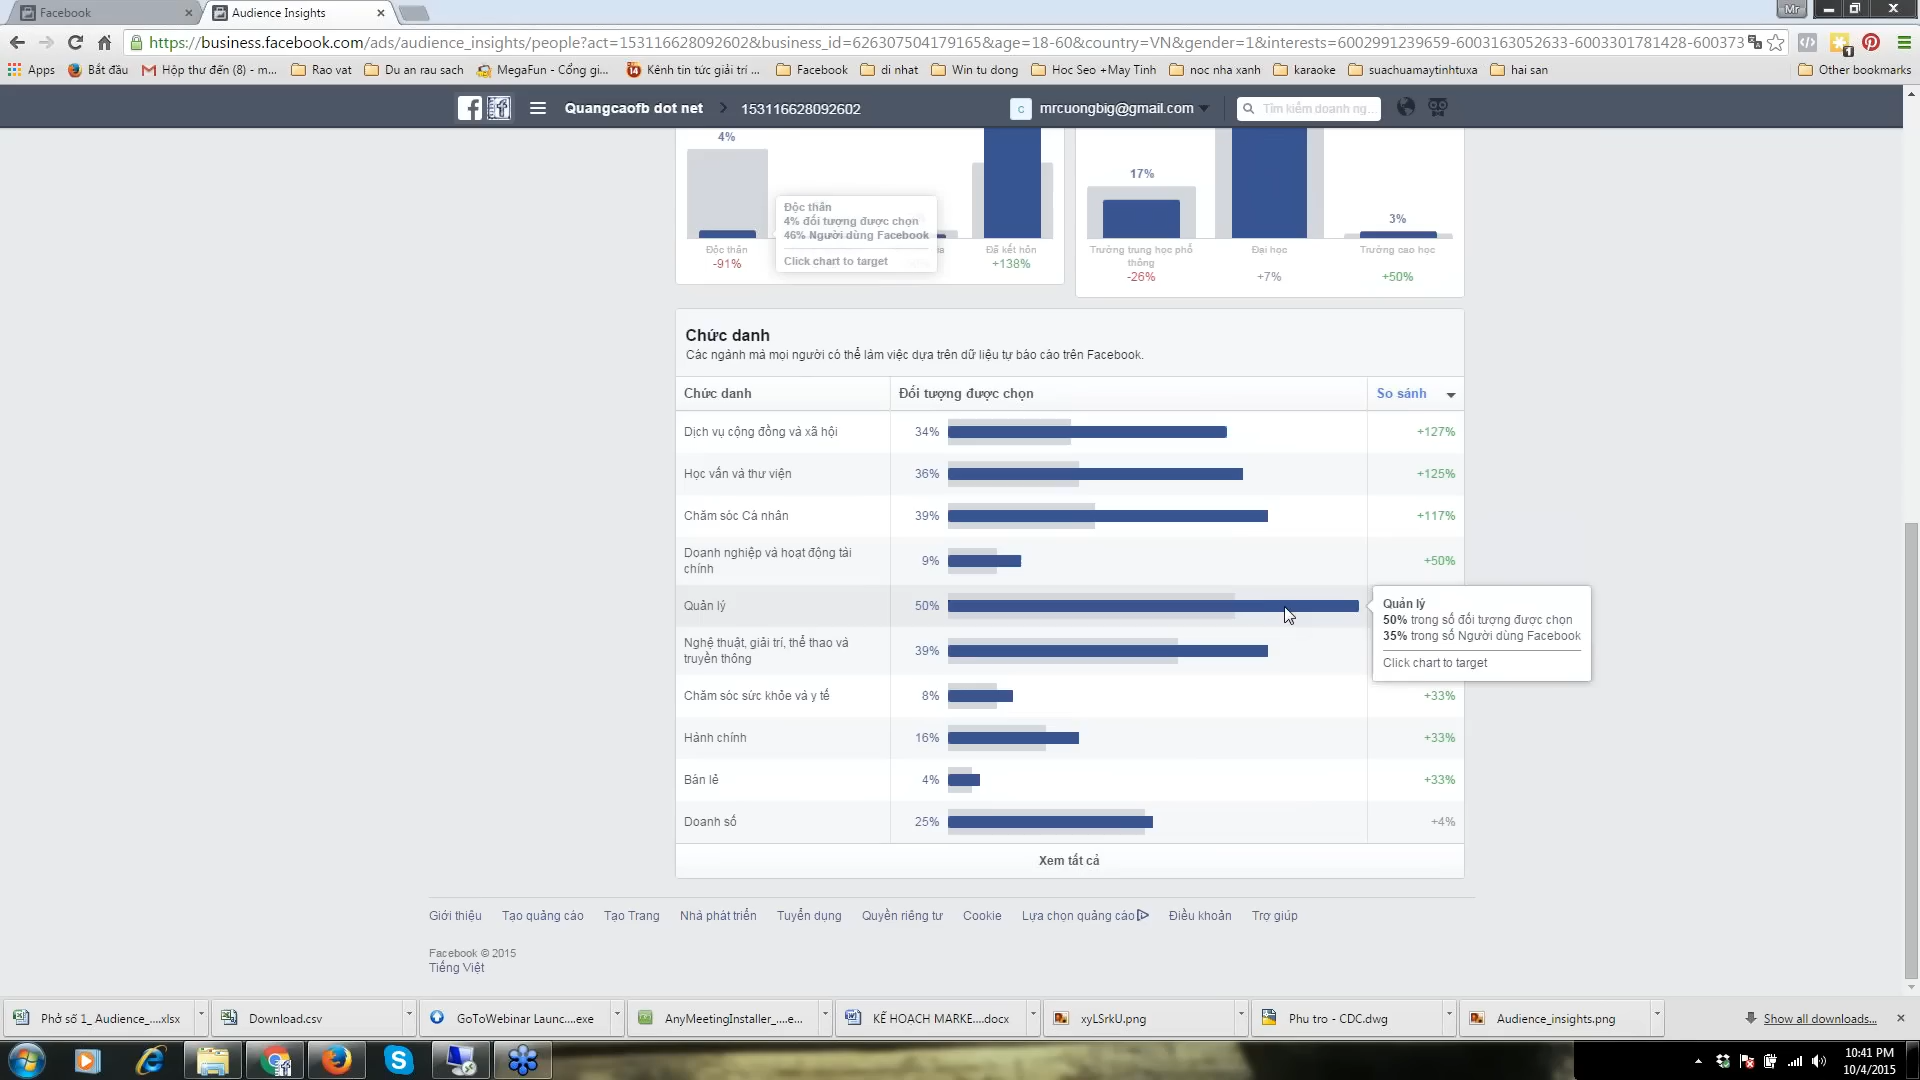 Facebook
Audience Insights
Mr
https://business.facebook.com/ads/audience_insights/people?act=153116628092602&business_id=626307504179165&age=18-60&country=VN&gender=1&interests=6002991239659-6003163052633-6003301781428-600373
1
Apps
Bắt đầu
Hộp thư đến (8) - m...
Rao vat
Du an rau sach
MegaFun - Cổng gi...
Kênh tin tức giải trí ...
Facebook
di nhat
Win tu dong
Hoc Seo +May Tinh
noc nha xanh
karaoke
suachuamaytinhtuxa
hai san
Other bookmarks
Quangcaofb dot net
153116628092602
c
mrcuongbig@gmail.com
Tìm kiếm doanh ng...
4%
17%
3%
Độc thân
4% đối tượng được chọn
46% Người dùng Facebook
Click chart to target
Độc thân
-91%
Đã kết hôn
+138%
Trường trung học phổ
thông
-26%
Đại học
+7%
Trường cao học
+50%
Chức danh
Các ngành mà mọi người có thể làm việc dựa trên dữ liệu tự báo cáo trên Facebook.
Chức danh
Đối tượng được chọn
So sánh
Dịch vụ cộng đồng và xã hội
34%
+127%
Học vấn và thư viện
36%
+125%
Chăm sóc Cá nhân
39%
+117%
Doanh nghiệp và hoạt động tài
chính
9%
+50%
Quản lý
50%
Quản lý
50% trong số đối tượng được chọn
35% trong số Người dùng Facebook
Click chart to target
Nghệ thuật, giải trí, thể thao và
truyền thông
39%
Chăm sóc sức khỏe và y tế
8%
+33%
Hành chính
16%
+33%
Bán lẻ
4%
+33%
Doanh số
25%
+4%
Xem tất cả
Giới thiệu
Tạo quảng cáo
Tạo Trang
Nhà phát triển
Tuyển dụng
Quyền riêng tư
Cookie
Lựa chọn quảng cáo
Điều khoản
Trợ giúp
Facebook © 2015
Tiếng Việt
Phở số 1_ Audience_....xlsx
Download.csv
GoToWebinar Launc....exe
AnyMeetingInstaller_....e...
KẾ HOẠCH MARKE....docx
xyLSrkU.png
Phu tro - CDC.dwg
Audience_insights.png
Show all downloads...
10:41 PM
10/4/2015